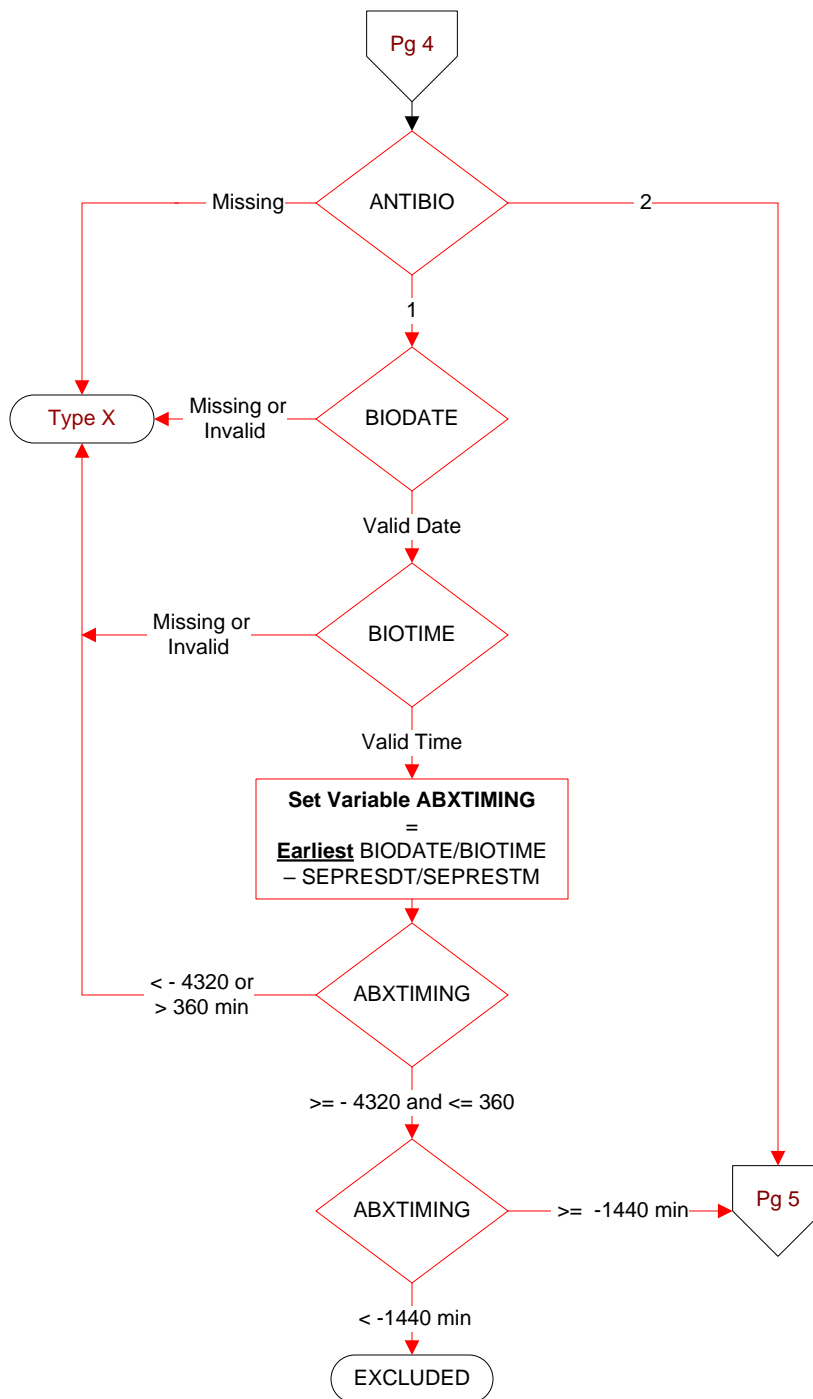 Pg 4
Missing
ANTIBIO
2
1
Type X
Missing or
Invalid
BIODATE
Valid Date
Missing or
Invalid
BIOTIME
Valid Time
Set Variable ABXTIMING
=
Earliest BIODATE/BIOTIME
– SEPRESDT/SEPRESTM
< - 4320 or
> 360 min
ABXTIMING
>= - 4320 and <= 360
ABXTIMING
>= -1440 min
Pg 5
< -1440 min
EXCLUDED